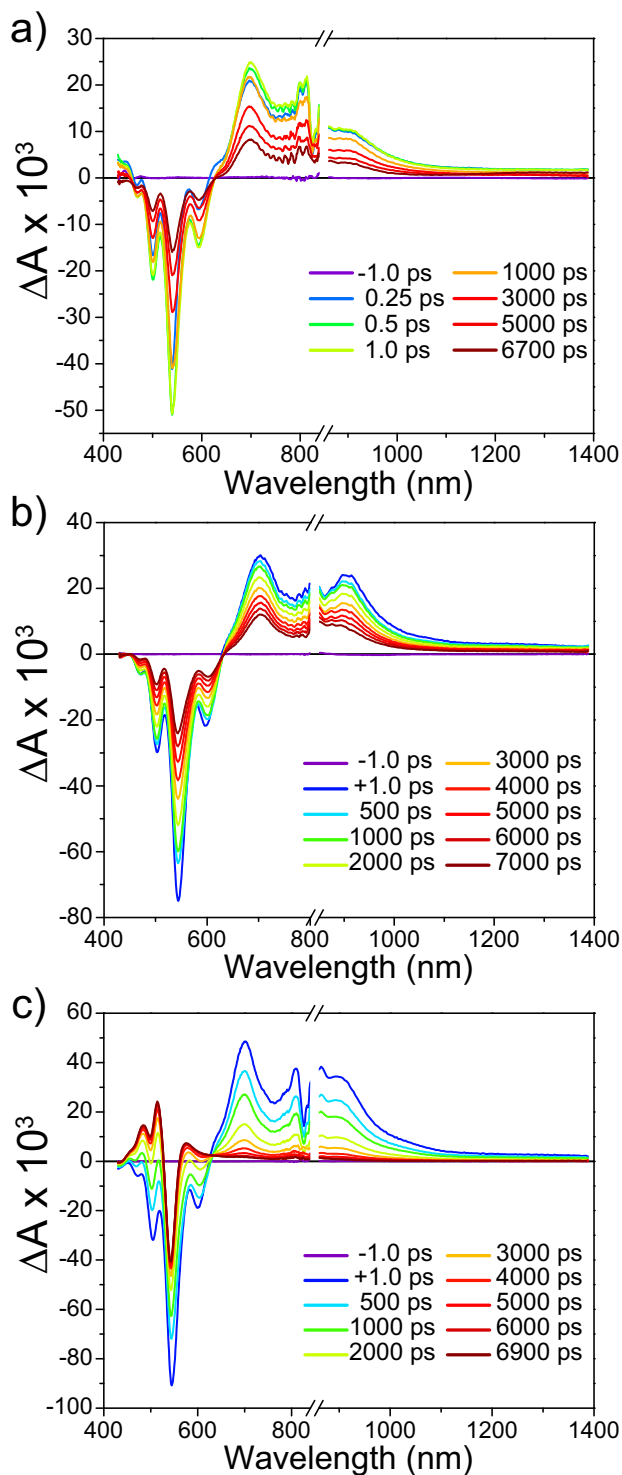 a)
ΔA x 10³
30
20
10
0
-10
-20
-30
-40
-50
-1.0 ps 1000 ps
0.25 ps 3000 ps
0.5 ps 5000 ps
1.0 ps 6700 ps
400 600 800 1000 1200 1400
Wavelength (nm)
b)
ΔA x 10³
40
20
0
-20
-40
-60
-80
-1.0 ps 3000 ps
+1.0 ps 4000 ps
500 ps 5000 ps
1000 ps 6000 ps
2000 ps 7000 ps
400 600 800 1000 1200 1400
Wavelength (nm)
c)
ΔA x 10³
60
40
20
0
-20
-40
-60
-80
-100
-1.0 ps 3000 ps
+1.0 ps 4000 ps
500 ps 5000 ps
1000 ps 6000 ps
2000 ps 6900 ps
400 600 800 1000 1200 1400
Wavelength (nm)